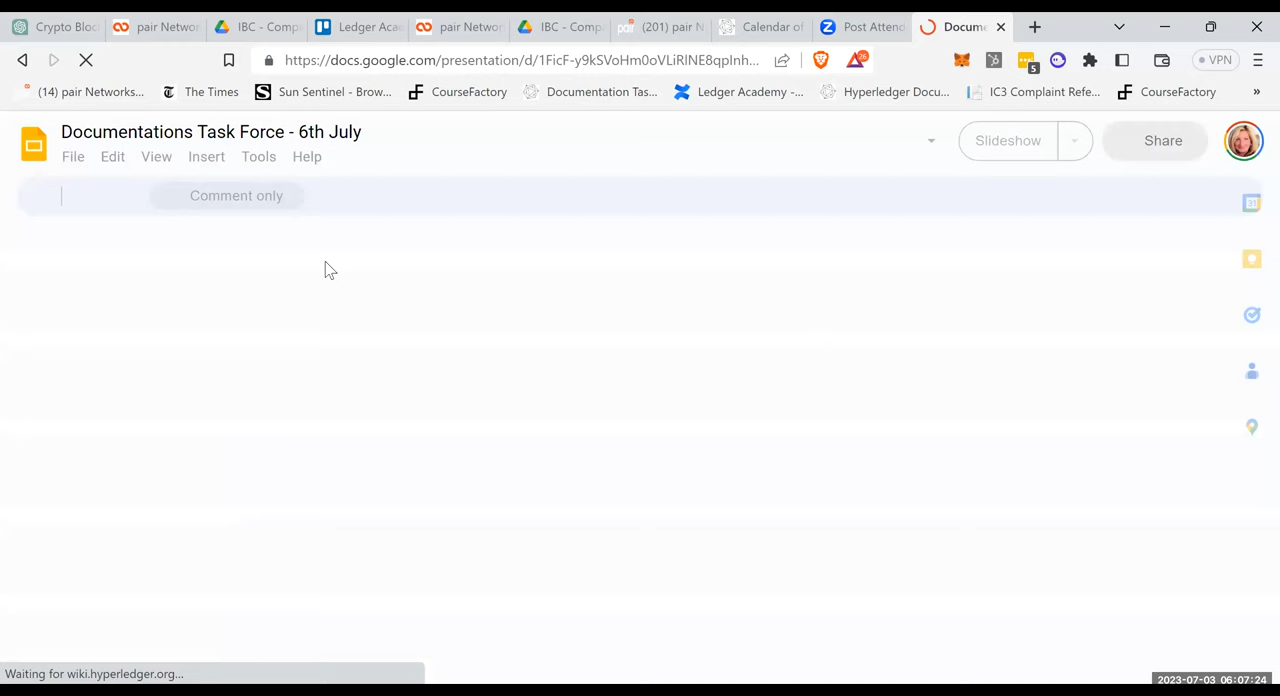 Crypto Bloc
pair Networ
IBC - Comp
Ledger Aca
pair Networ
IBC - Comp
(201) pair N
Calendar of
Post Attend
Docume
https://docs.google.com/presentation/d/1FicF-y9kSVoHm0oVLiRlNE8qpInh...
26
5
VPN
(14) pair Networks...
The Times
Sun Sentinel - Brow...
CourseFactory
Documentation Tas...
Ledger Academy -...
Hyperledger Docu...
IC3 Complaint Refe...
CourseFactory
»
Documentations Task Force - 6th July
File
Edit
View
Insert
Tools
Help
Slideshow
Share
Comment only
31
Waiting for wiki.hyperledger.org...
2023-07-03 06:07:24